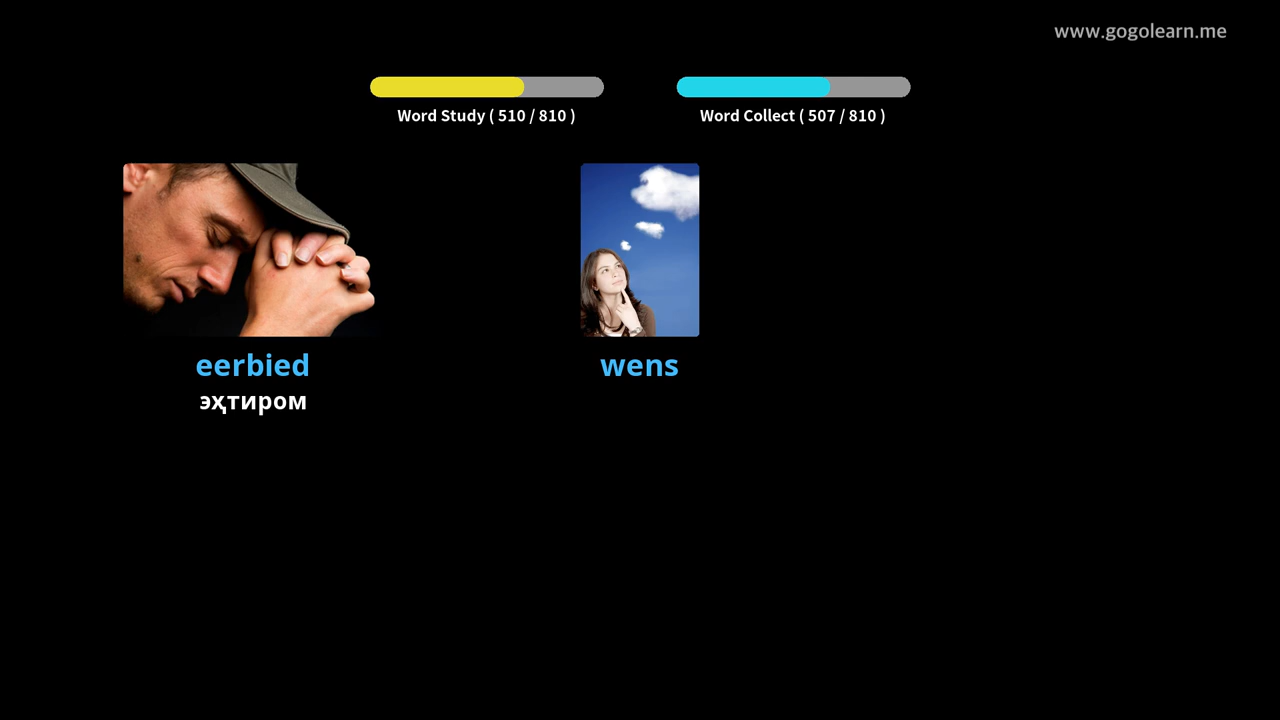 www.gogolearn.me
Word Study ( 510 / 810 )
Word Collect ( 507 / 810 )
eerbied
эҳтиром
wens